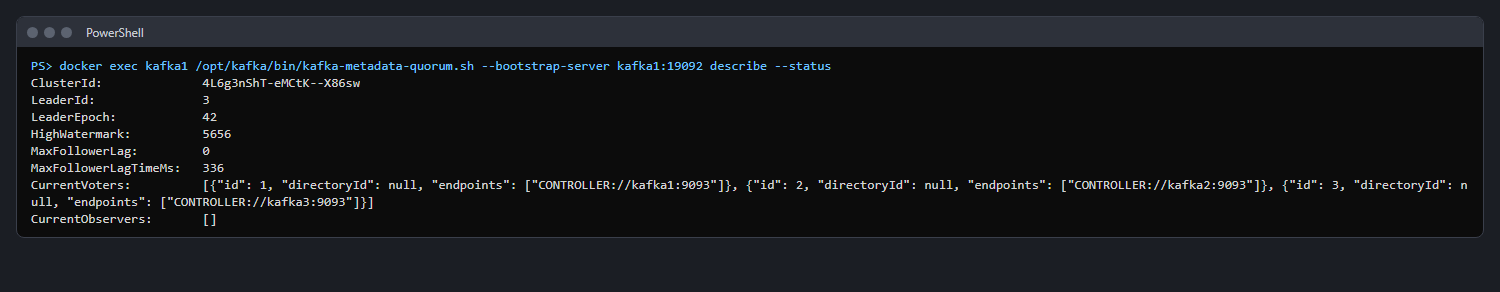 PowerShell
PS> docker exec kafka1 /opt/kafka/bin/kafka-metadata-quorum.sh --bootstrap-server kafka1:19092 describe --status
ClusterId:              4L6g3nShT-eMCtK--X86sw
LeaderId:               3
LeaderEpoch:            42
HighWatermark:          5656
MaxFollowerLag:         0
MaxFollowerLagTimeMs:   336
CurrentVoters:          [{"id": 1, "directoryId": null, "endpoints": ["CONTROLLER://kafka1:9093"]}, {"id": 2, "directoryId": null, "endpoints": ["CONTROLLER://kafka2:9093"]}, {"id": 3, "directoryId": n
ull, "endpoints": ["CONTROLLER://kafka3:9093"]}]
CurrentObservers:       []